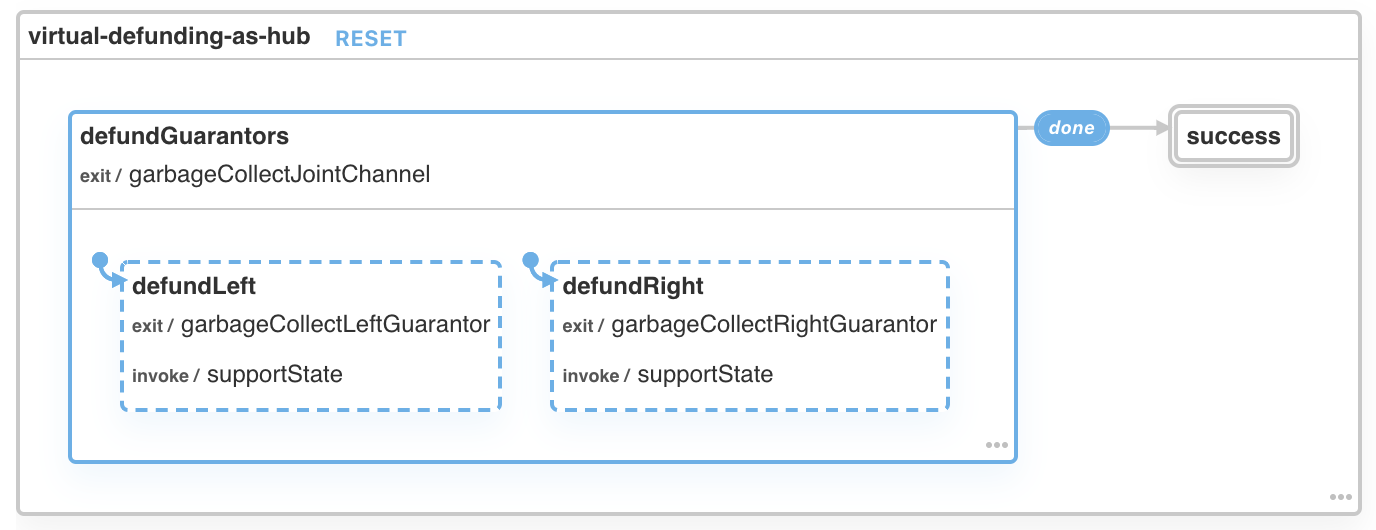 virtual-defunding-as-hub RESET
defundGuarantors
exit / garbageCollectJointChannel
done
success
defundLeft
exit / garbageCollectLeftGuarantor
invoke / supportState
defundRight
exit / garbageCollectRightGuarantor
invoke / supportState